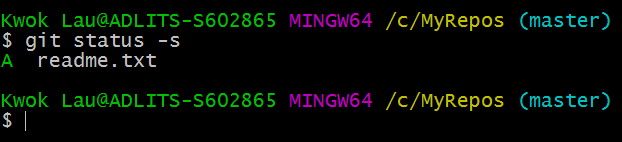 Kwok Lau@ADLITS-S602865 MINGW64 /c/MyRepos (master)
$ git status -s
A  readme.txt
Kwok Lau@ADLITS-S602865 MINGW64 /c/MyRepos (master)
$